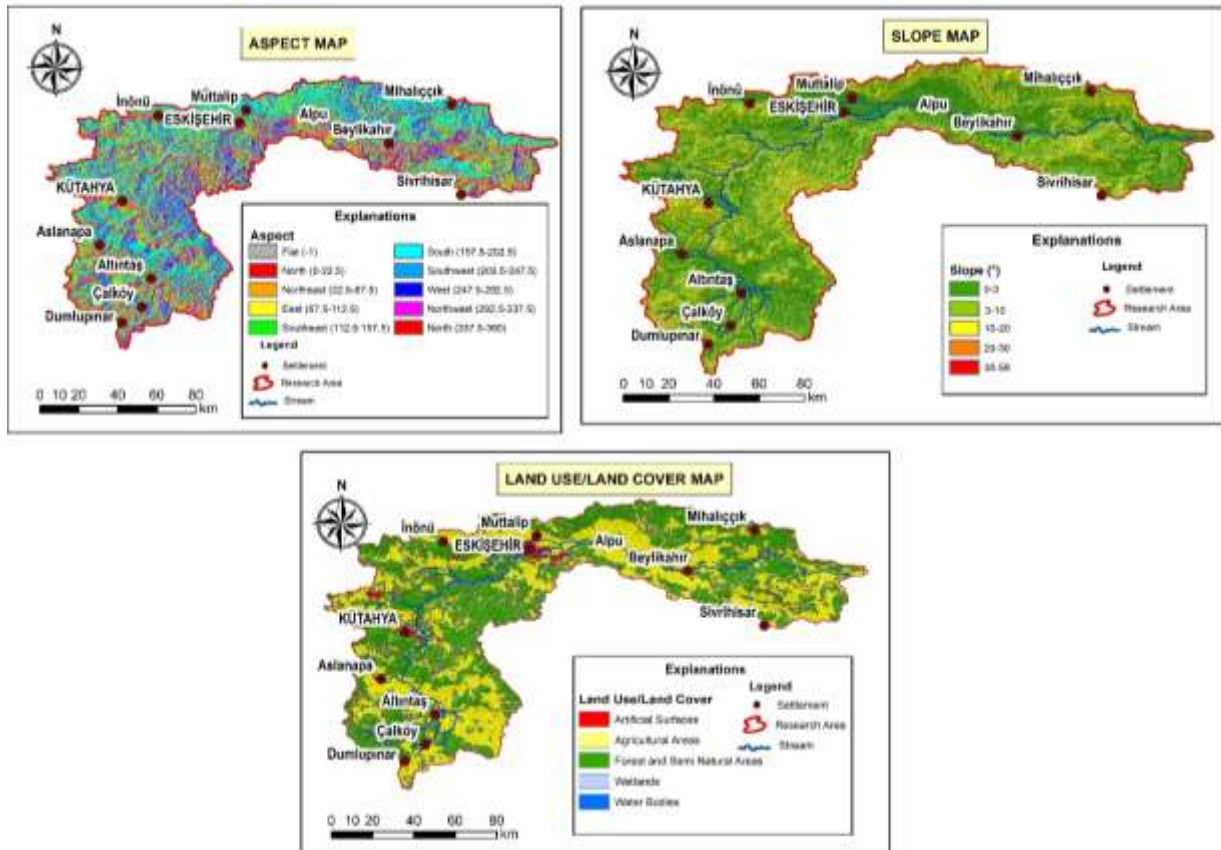 ASPECT MAP
N
İnönü
Müttalip
Mihalıççık
ESKİŞEHİR
Alpu
Beylikahır
Sivrihisar
KÜTAHYA
Aslanapa
Altıntaş
Çalköy
Dumlupınar
Explanations
Aspect
Flat (-1)
North (0-22.5)
Northeast (22.5-67.5)
East (67.5-112.5)
Southeast (112.5-157.5)
South (157.5-202.5)
Southwest (202.5-247.5)
West (247.5-292.5)
Northwest (292.5-337.5)
North (337.5-360)
Legend
Settlement
Research Area
Stream
0 10 20 40 60 80
km
SLOPE MAP
N
İnönü
Müttalip
Mihalıççık
ESKİŞEHİR
Alpu
Beylikahır
Sivrihisar
KÜTAHYA
Aslanapa
Altıntaş
Çalköy
Dumlupınar
Explanations
Slope (°)
0-3
3-10
10-20
20-30
Legend
Settlement
Research Area
Stream
0 10 20 40 60 80
km
LAND USE/LAND COVER MAP
N
İnönü
Müttalip
Mihalıççık
ESKİŞEHİR
Alpu
Beylikahır
Sivrihisar
KÜTAHYA
Aslanapa
Altıntaş
Çalköy
Dumlupınar
Explanations
Land Use/Land Cover
Artificial Surfaces
Agricultural Areas
Forest and Semi Natural Areas
Wetlands
Water Bodies
Legend
Settlement
Research Area
Stream
0 10 20 40 60 80
km